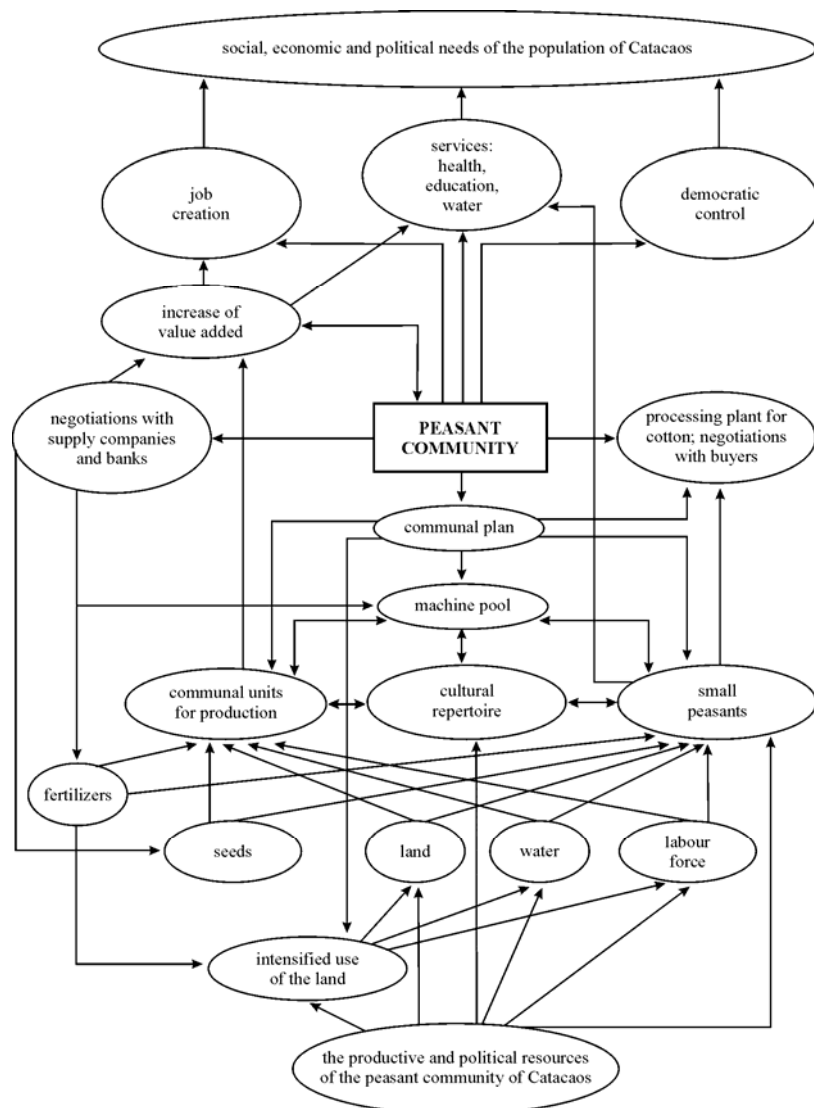 social, economic and political needs of the population of Catacaos
services:
health,
education,
water
job
creation
democratic
control
increase of
value added
negotiations with
supply companies
and banks
PEASANT
COMMUNITY
processing plant for
cotton; negotiations
with buyers
communal plan
machine pool
communal units
for production
cultural
repertoire
small
peasants
fertilizers
seeds
land
water
labour
force
intensified use
of the land
the productive and political resources
of the peasant community of Catacaos